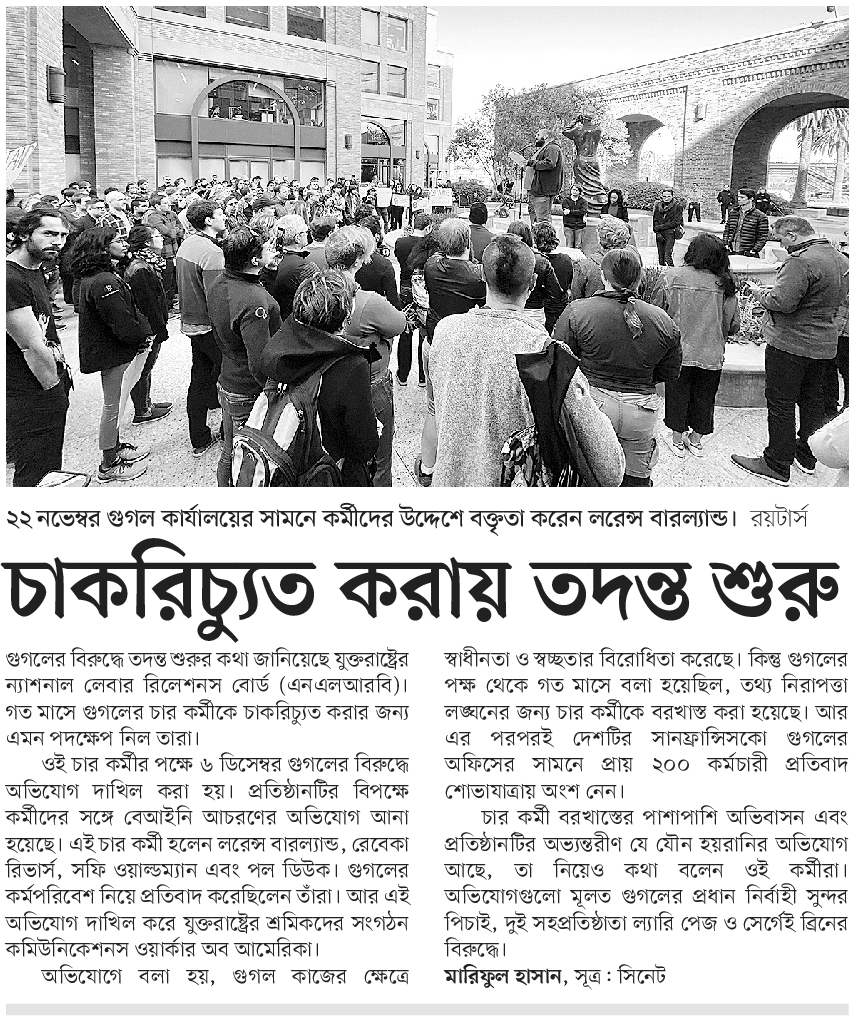 ২২ নভেম্বর গুগল কার্যালয়ের সামনে কর্মীদের উদ্দেশে বক্তৃতা করেন লরেন্স বারল্যান্ড। রয়টার্স
চাকরিচ্যুত করায় তদন্ত শুরু
গুগলের বিরুদ্ধে তদন্ত শুরুর কথা জানিয়েছে যুক্তরাষ্ট্রের
ন্যাশনাল লেবার রিলেশনস বোর্ড (এনএলআরবি)।
গত মাসে গুগলের চার কর্মীকে চাকরিচ্যুত করার জন্য
এমন পদক্ষেপ নিল তারা।
ওই চার কর্মীর পক্ষে ৬ ডিসেম্বর গুগলের বিরুদ্ধে
অভিযোগ দাখিল করা হয়। প্রতিষ্ঠানটির বিপক্ষে
কর্মীদের সঙ্গে বেআইনি আচরণের অভিযোগ আনা
হয়েছে। এই চার কর্মী হলেন লরেন্স বারল্যান্ড, রেবেকা
রিভার্স, সফি ওয়াল্ডম্যান এবং পল ডিউক। গুগলের
কর্মপরিবেশ নিয়ে প্রতিবাদ করেছিলেন তাঁরা। আর এই
অভিযোগ দাখিল করে যুক্তরাষ্ট্রের শ্রমিকদের সংগঠন
কমিউনিকেশনস ওয়ার্কার অব আমেরিকা।
অভিযোগে বলা হয়, গুগল কাজের ক্ষেত্রে
স্বাধীনতা ও স্বচ্ছতার বিরোধিতা করেছে। কিন্তু গুগলের
পক্ষ থেকে গত মাসে বলা হয়েছিল, তথ্য নিরাপত্তা
লঙ্ঘনের জন্য চার কর্মীকে বরখাস্ত করা হয়েছে। আর
এর পরপরই দেশটির সানফ্রান্সিসকো গুগলের
অফিসের সামনে প্রায় ২০০ কর্মচারী প্রতিবাদ
শোভাযাত্রায় অংশ নেন।
চার কর্মী বরখাস্তের পাশাপাশি অভিবাসন এবং
প্রতিষ্ঠানটির অভ্যন্তরীণ যে যৌন হয়রানির অভিযোগ
আছে, তা নিয়েও কথা বলেন ওই কর্মীরা।
অভিযোগগুলো মূলত গুগলের প্রধান নির্বাহী সুন্দর
পিচাই, দুই সহপ্রতিষ্ঠাতা ল্যারি পেজ ও সের্গেই ব্রিনের
বিরুদ্ধে।
মারিফুল হাসান, সূত্র : সিনেট